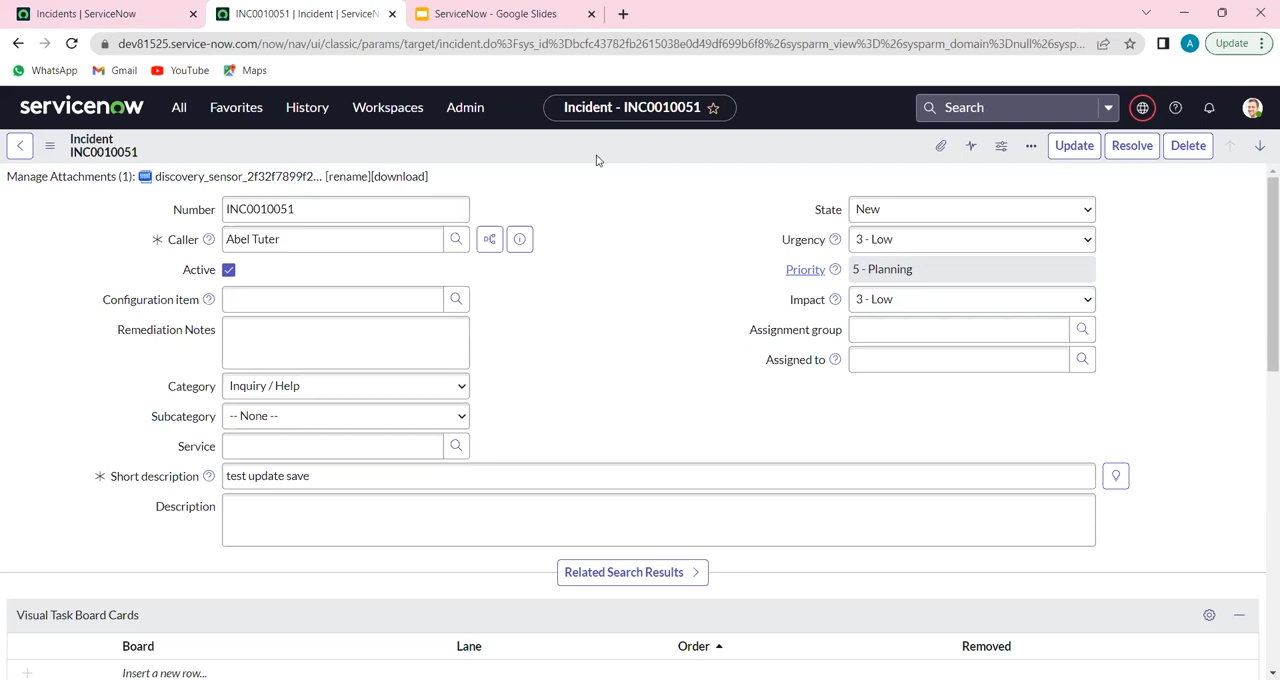 Incidents | ServiceNow
INC0010051 | Incident | ServiceN
ServiceNow - Google Slides
dev81525.service-now.com/now/nav/ui/classic/params/target/incident.do%3Fsys_id%3Dbcfc43782fb2615038e0d49df699b6f8%26sysparm_view%3D%26sysparm_domain%3Dnull%26sysp...
A
Update
WhatsApp
Gmail
YouTube
Maps
servicenow
All
Favorites
History
Workspaces
Admin
Incident - INC0010051
Search
Incident
INC0010051
Update
Resolve
Delete
Manage Attachments (1): discovery_sensor_2f32f7899f2... [rename][download]
Number INC0010051
State New
Caller Abel Tuter
Urgency 3 - Low
Active
Priority 5 - Planning
Configuration item
Impact 3 - Low
Remediation Notes
Assignment group
Assigned to
Category Inquiry / Help
Subcategory -- None --
Service
Short description test update save
Description
Related Search Results
Visual Task Board Cards
Board Lane Order Removed
Insert a new row...